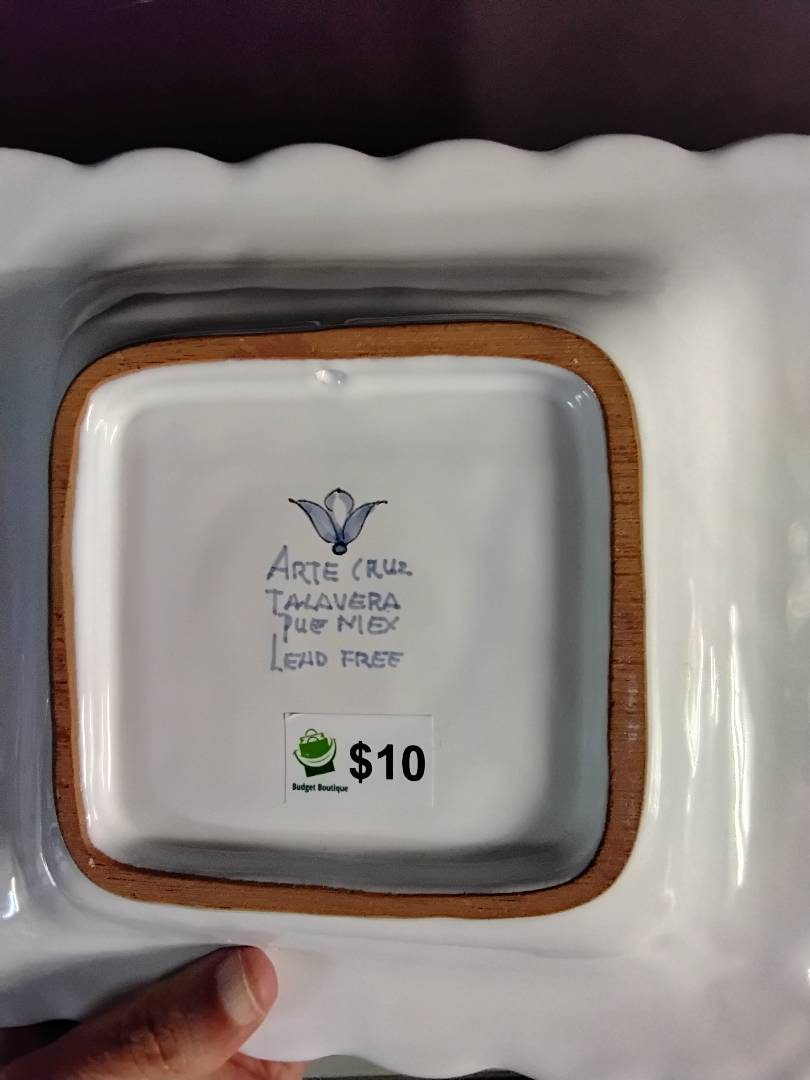 ARTE CRUZ
TALAVERA
PUE MEX
LEAD FREE
$10
Budget Boutique